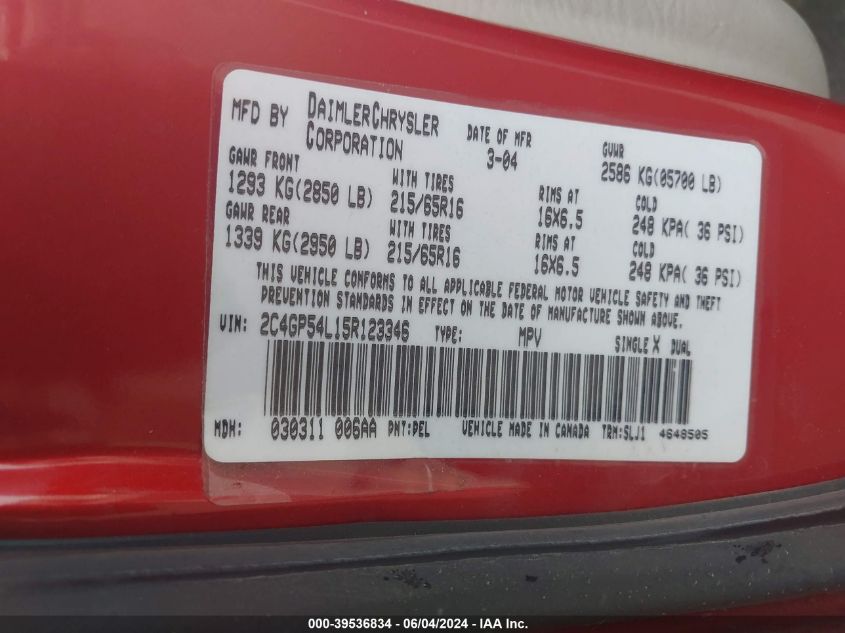 MFD BY DAIMLERCHRYSLER CORPORATION DATE OF MFR 3-04 GVWR 2586 KG(05700 LB)
GAWR FRONT WITH TIRES RIMS AT COLD
1293 KG(2850 LB) 215/65R16 16X6.5 248 KPA( 36 PSI)
GAWR REAR WITH TIRES RIMS AT COLD
1339 KG(2950 LB) 215/65R16 16X6.5 248 KPA( 36 PSI)
THIS VEHICLE CONFORMS TO ALL APPLICABLE FEDERAL MOTOR VEHICLE SAFETY AND THEFT
PREVENTION STANDARDS IN EFFECT ON THE DATE OF MANUFACTURE SHOWN ABOVE.
VIN: 2C4GP54L15R123346 TYPE: MPV SINGLE X DUAL
MDH: 030311 006AA PNT:PEL VEHICLE MADE IN CANADA TRM:SLJ1 4648505
000-39536834 - 06/04/2024 - IAA Inc.